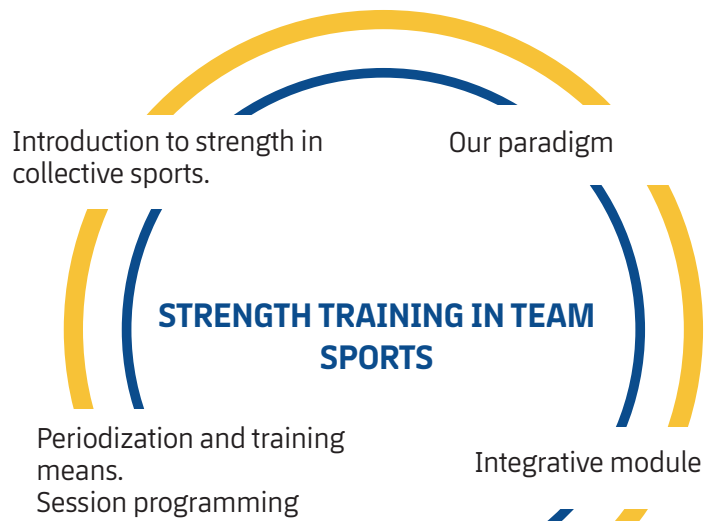 Introduction to strength in
collective sports.
Our paradigm
STRENGTH TRAINING IN TEAM
SPORTS
Periodization and training
means.
Session programming
Integrative module